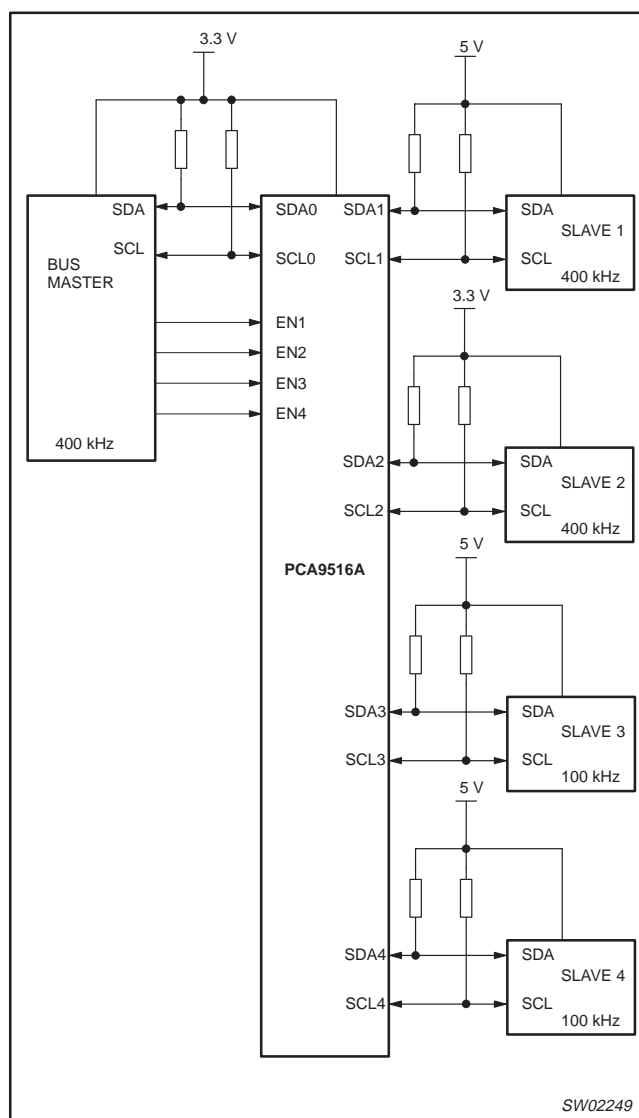 3.3 V
5 V
SDA
SCL
BUS
MASTER
400 kHz
SDA0
SCL0
EN1
EN2
EN3
EN4
PCA9516A
SDA1
SCL1
SDA
SLAVE 1
SCL
400 kHz
3.3 V
SDA2
SCL2
SDA
SLAVE 2
SCL
400 kHz
5 V
SDA3
SCL3
SDA
SLAVE 3
SCL
100 kHz
5 V
SDA4
SCL4
SDA
SLAVE 4
SCL
100 kHz
SW02249